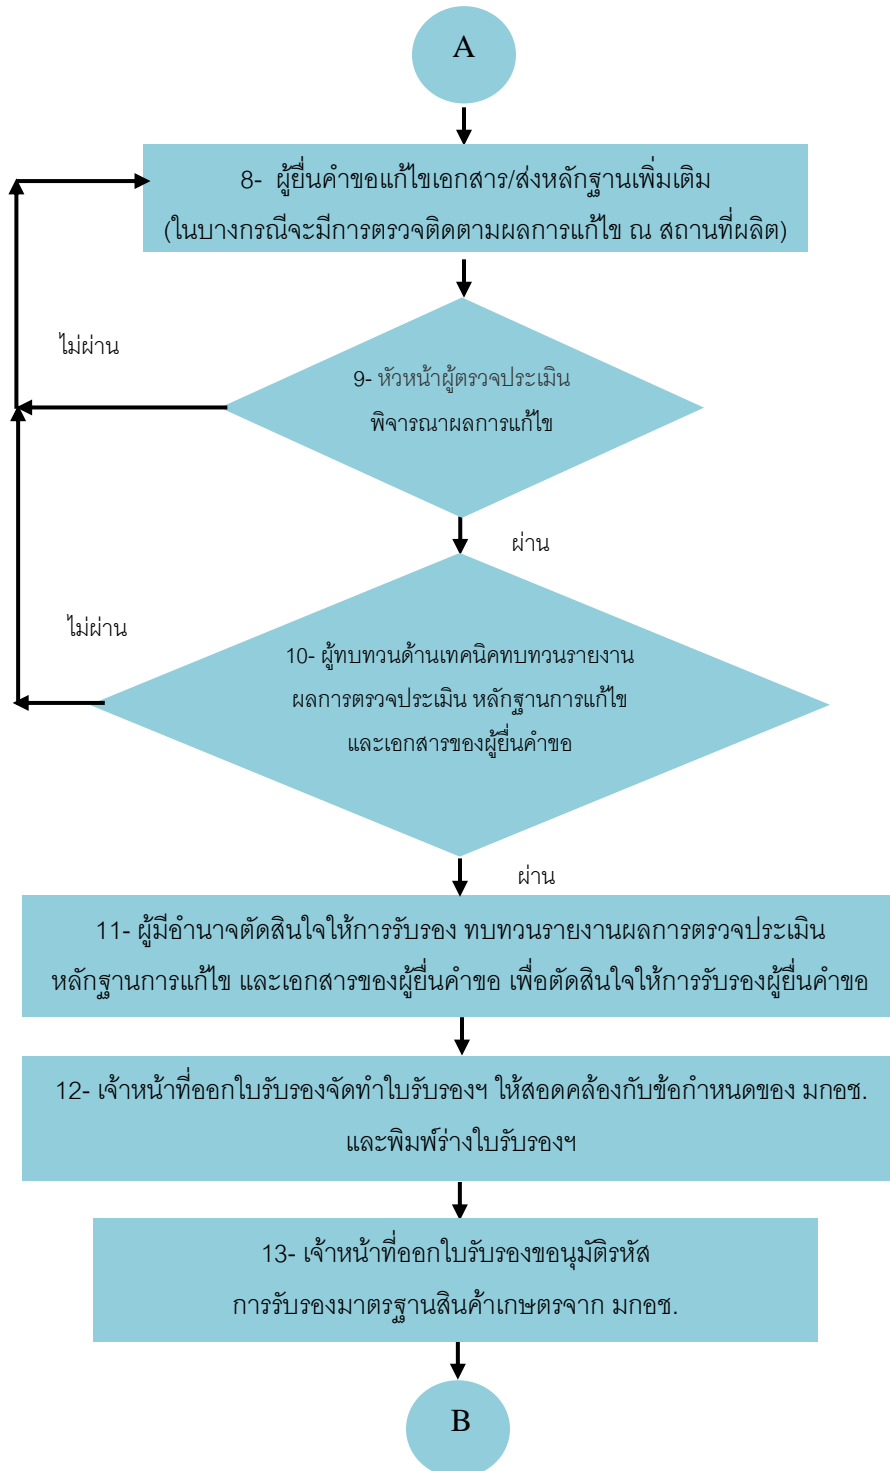 A
8- ผู้ยื่นคำขอแก้ไขเอกสาร/ส่งหลักฐานเพิ่มเติม
(ในบางกรณีจะมีการตรวจติดตามผลการแก้ไข ณ สถานที่ผลิต)
ไม่ผ่าน
9- หัวหน้าผู้ตรวจประเมิน
พิจารณาผลการแก้ไข
ผ่าน
ไม่ผ่าน
10- ผู้ทบทวนด้านเทคนิคทบทวนรายงาน
ผลการตรวจประเมิน หลักฐานการแก้ไข
และเอกสารของผู้ยื่นคำขอ
ผ่าน
11- ผู้มีอำนาจตัดสินใจให้การรับรอง ทบทวนรายงานผลการตรวจประเมิน
หลักฐานการแก้ไข และเอกสารของผู้ยื่นคำขอ เพื่อตัดสินใจให้การรับรองผู้ยื่นคำขอ
12- เจ้าหน้าที่ออกใบรับรองจัดทำใบรับรองฯ ให้สอดคล้องกับข้อกำหนดของ มกอช.
และพิมพ์ร่างใบรับรองฯ
13- เจ้าหน้าที่ออกใบรับรองขอนุมัติรหัส
การรับรองมาตรฐานสินค้าเกษตรจาก มกอช.
B